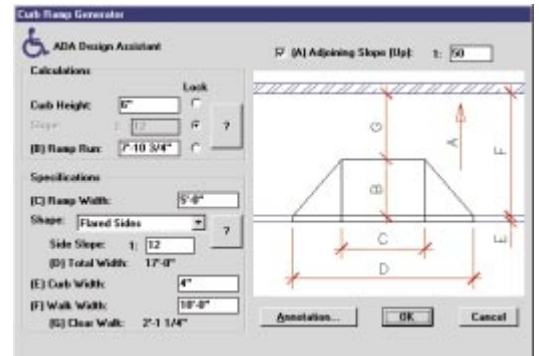 Curb Ramp Generator
ADA Design Assistant
(A) Adjoining Slope (Up): 1: 50
Calculations
Lock
Curb Height: 6"
Slope: 1: 12
?
(B) Ramp Run: 7'-10 3/4"
Specifications
(C) Ramp Width: 5'-0"
Shape: Flared Sides
?
Side Slope: 1: 12
(D) Total Width: 17'-0"
(E) Curb Width: 4"
(F) Walk Width: 10'-0"
(G) Clear Walk: 2'-1 1/4"
G
A
F
B
E
C
D
Annotation...
OK
Cancel